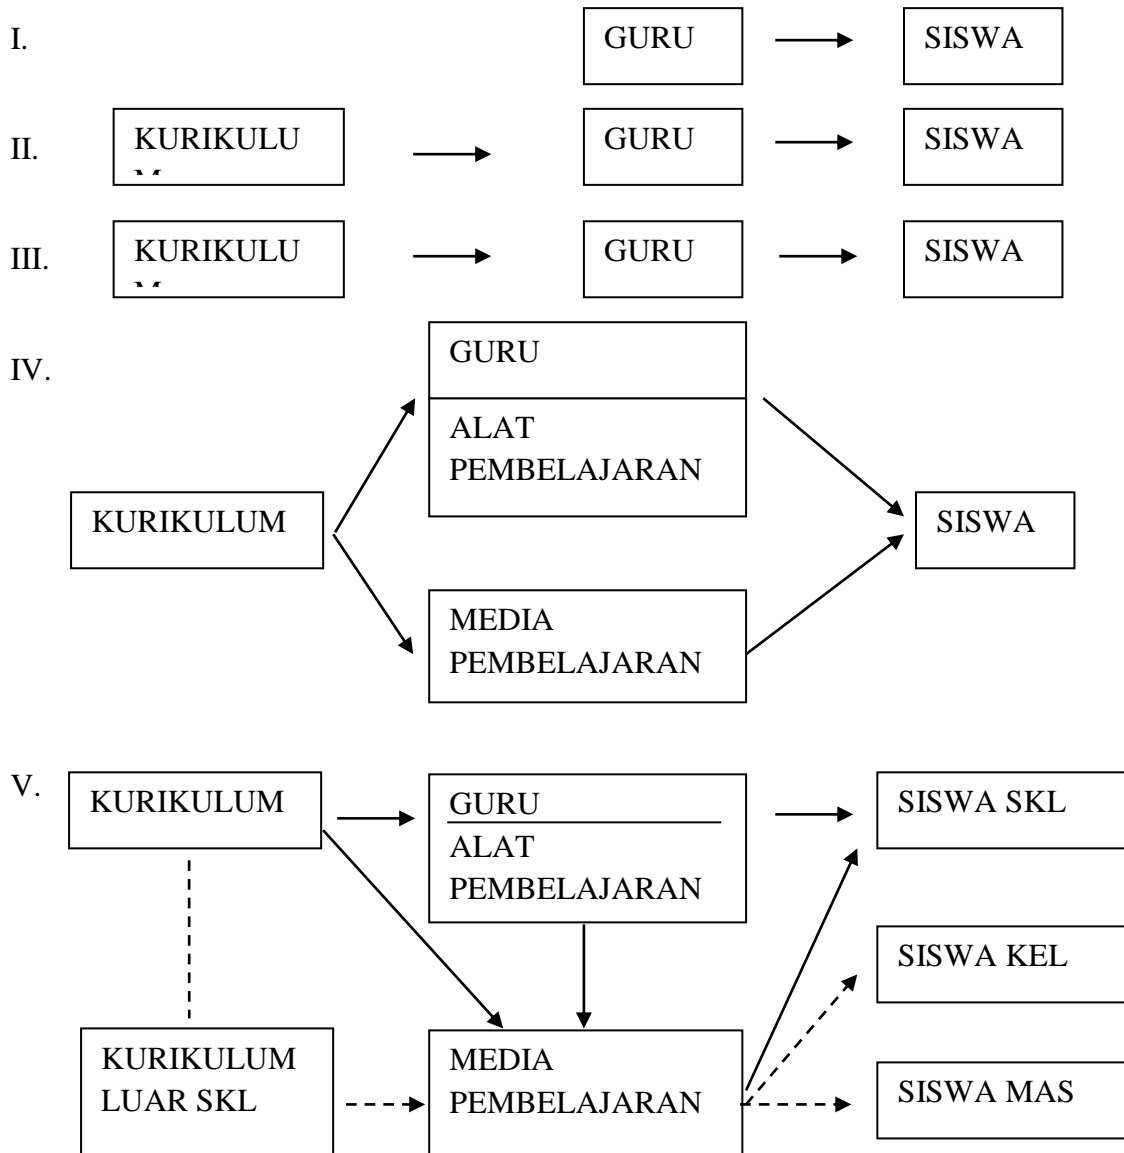 I.
GURU
SISWA
II.
KURIKULU
GURU
SISWA
III.
KURIKULU
GURU
SISWA
IV.
GURU
ALAT
PEMBELAJARAN
KURIKULUM
SISWA
MEDIA
PEMBELAJARAN
V.
KURIKULUM
GURU
ALAT
PEMBELAJARAN
SISWA SKL
SISWA KEL
KURIKULUM
LUAR SKL
MEDIA
PEMBELAJARAN
SISWA MAS